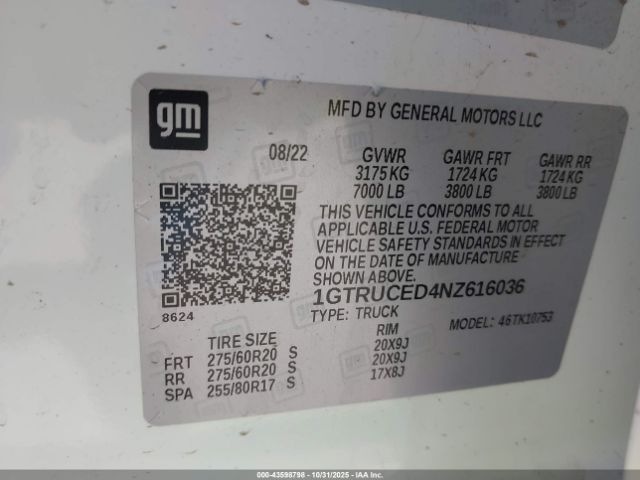 gm
MFD BY GENERAL MOTORS LLC
08/22 GVWR GAWR FRT GAWR RR
3175 KG 1724 KG 1724 KG
7000 LB 3800 LB 3800 LB
THIS VEHICLE CONFORMS TO ALL
APPLICABLE U.S. FEDERAL MOTOR
VEHICLE SAFETY STANDARDS IN EFFECT
ON THE DATE OF MANUFACTURE
SHOWN ABOVE.
1GTRUCED4NZ616036
8624
TYPE: TRUCK MODEL: 46TK10753
TIRE SIZE RIM
FRT 275/60R20 S 20X9J
RR 275/60R20 S 20X9J
SPA 255/80R17 S 17X8J
000-43598798 - 10/31/2025 - IAA, Inc.